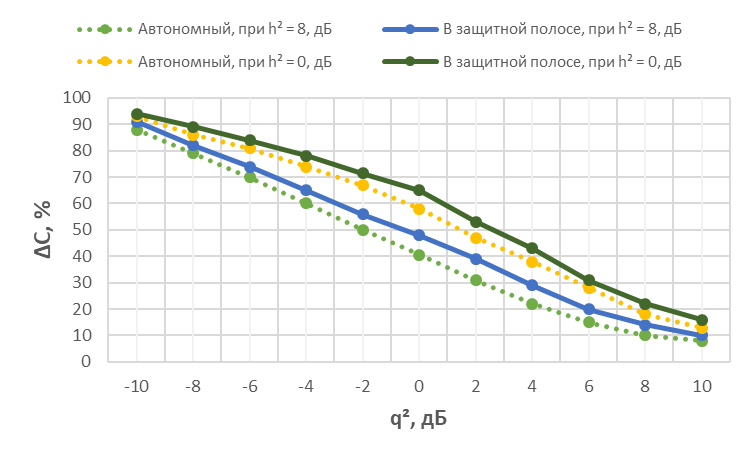 Автономный, при h² = 8, дБ
В защитной полосе, при h² = 8, дБ
Автономный, при h² = 0, дБ
В защитной полосе, при h² = 0, дБ
100
90
80
70
60
50
40
30
20
10
0
ΔC, %
-10 -8 -6 -4 -2 0 2 4 6 8 10
q², дБ